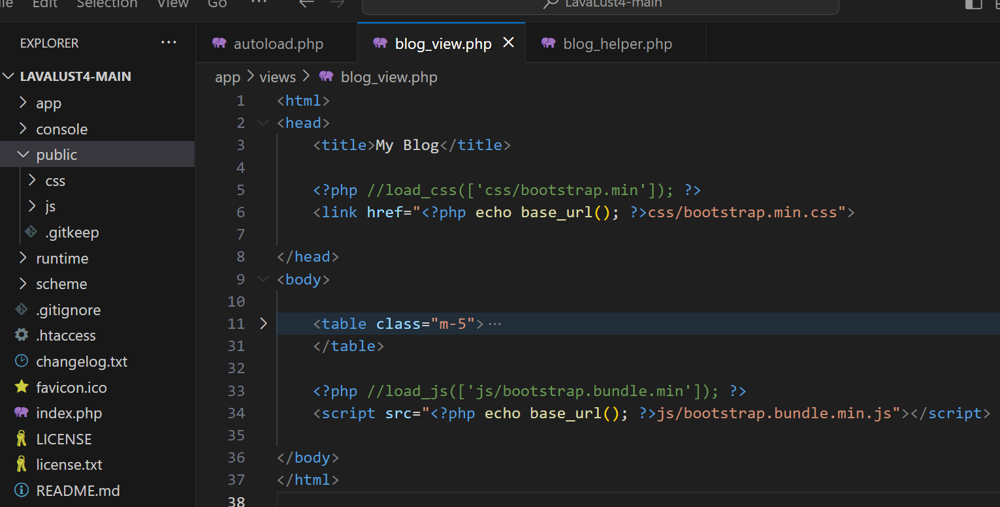 File Edit Selection View Go ··· LavaLust4-main
EXPLORER ···
autoload.php blog_view.php blog_helper.php
LAVALUST4-MAIN
app
console
public
css
js
.gitkeep
runtime
scheme
.gitignore
.htaccess
changelog.txt
favicon.ico
index.php
LICENSE
license.txt
README.md
app > views > blog_view.php
1 <html>
2 <head>
3 <title>My Blog</title>
4
5 <?php //load_css(['css/bootstrap.min']); ?>
6 <link href="<?php echo base_url(); ?>css/bootstrap.min.css">
7
8 </head>
9 <body>
10
11 <table class="m-5">···
31 </table>
32
33 <?php //load_js(['js/bootstrap.bundle.min']); ?>
34 <script src="<?php echo base_url(); ?>js/bootstrap.bundle.min.js"></script>
35
36 </body>
37 </html>
38